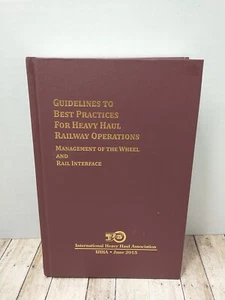 Guidelines to
Best Practices
For Heavy Haul
Railway Operations
Management of the Wheel
and
Rail Interface
International Heavy Haul Association
IHHA • June 2015